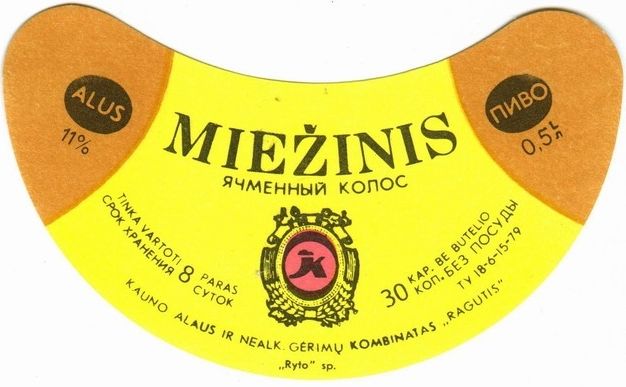 ALUS
11%
MIEŽINIS
ЯЧМЕННЫЙ КОЛОС
ПИВО
0,5 L
л
TINKA VARTOTI 8 PARAS
СРОК ХРАНЕНИЯ СУТОК
30 KAP. BE BUTELIO
КОП. БЕЗ ПОСУДЫ
ТУ 18-6-15-79
KAUNO ALAUS IR NEALK. GĖRIMŲ KOMBINATAS „RAGUTIS"
„Ryto" sp.